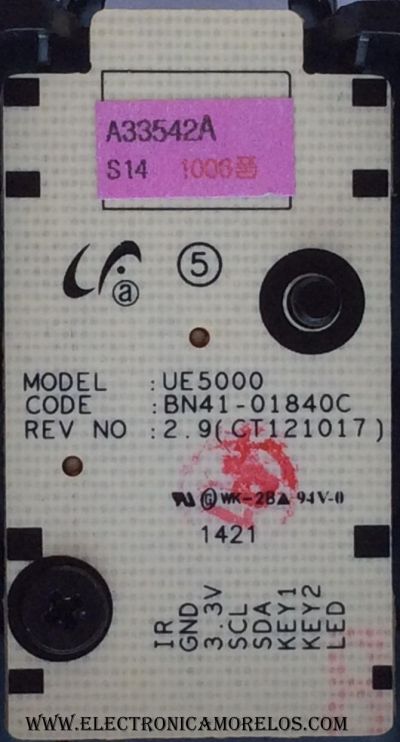 A33542A
S14 1006품
ⓐ
⑤
MODEL :UE5000
CODE :BN41-01840C
REV NO :2.9(CT121017)
WK-2B▲ 94V-0
1421
IR
GND
3.3V
SCL
SDA
KEY1
KEY2
LED
WWW.ELECTRONICAMORELOS.COM